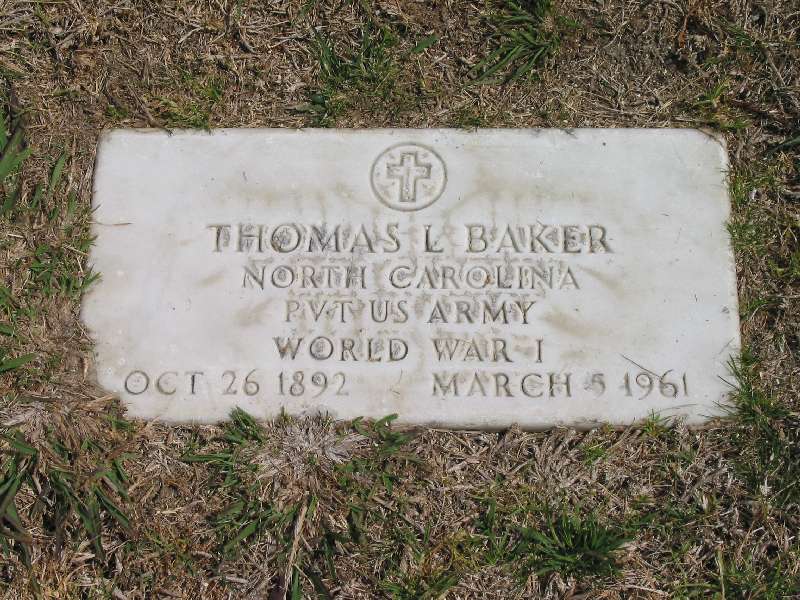 THOMAS L BAKER
NORTH CAROLINA
PVT US ARMY
WORLD WAR I
OCT 26 1892 MARCH 5 1961